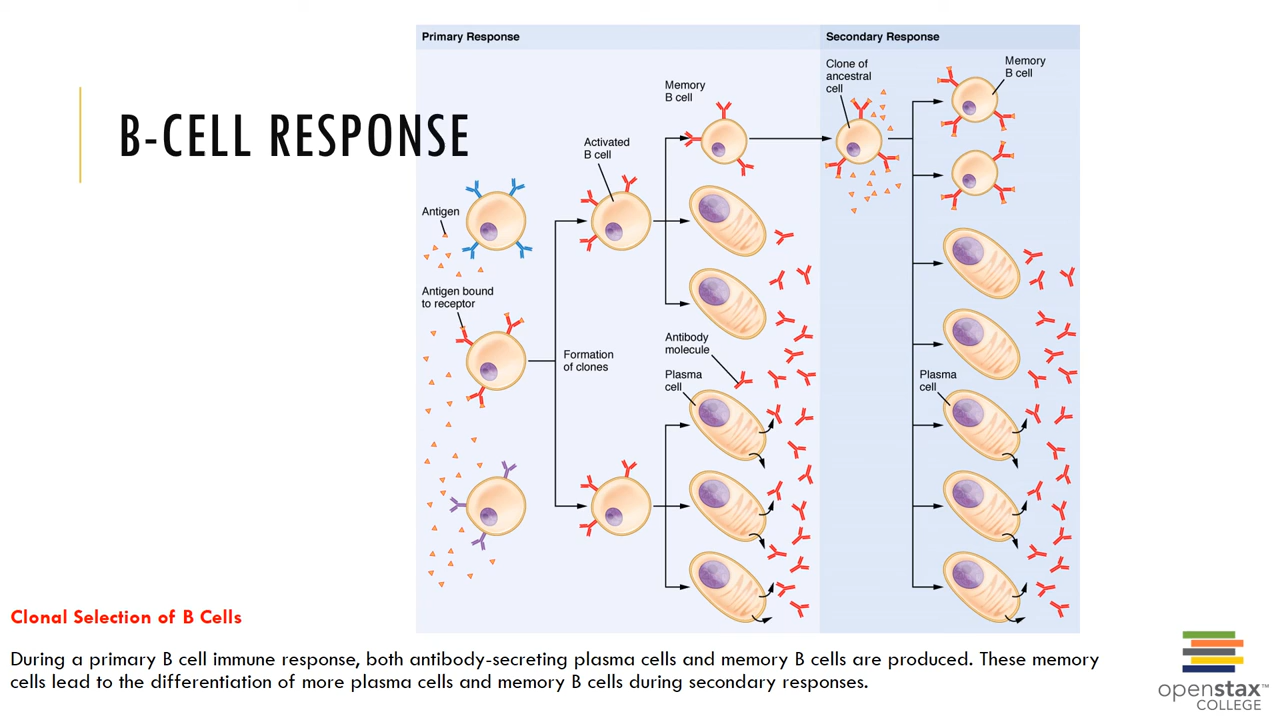 B-CELL RESPONSE
Primary Response
Secondary Response
Antigen
Antigen bound
to receptor
Formation
of clones
Activated
B cell
Memory
B cell
Antibody
molecule
Plasma
cell
Clone of
ancestral
cell
Memory
B cell
Plasma
cell
Clonal Selection of B Cells
During a primary B cell immune response, both antibody-secreting plasma cells and memory B cells are produced. These memory
cells lead to the differentiation of more plasma cells and memory B cells during secondary responses.
openstax™
COLLEGE